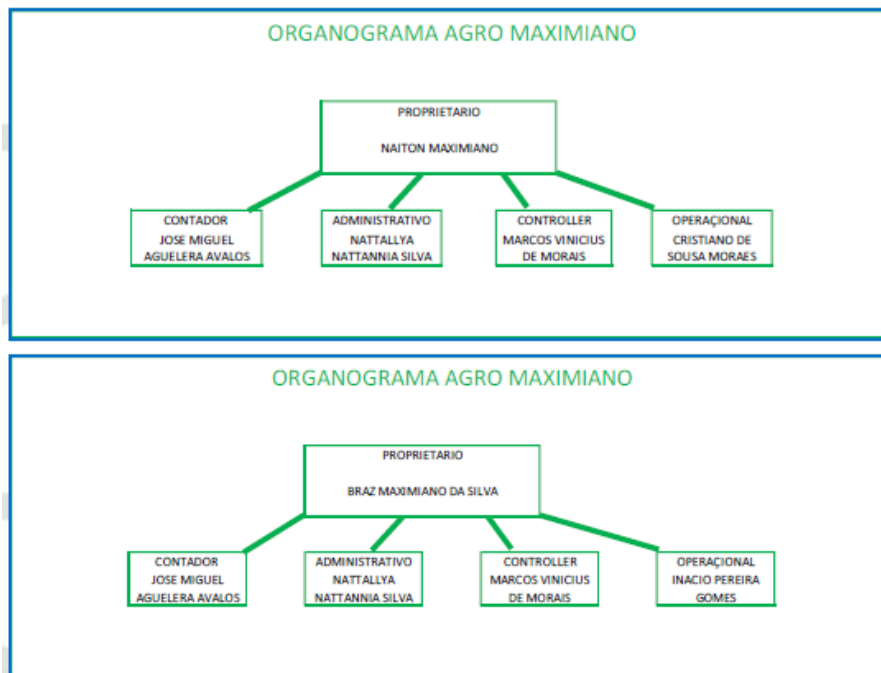 ORGANOGRAMA AGRO MAXIMIANO
PROPRIETARIO
NAITON MAXIMIANO
CONTADOR
JOSE MIGUEL
AGUELERA AVALOS
ADMINISTRATIVO
NATTALLYA
NATTANNIA SILVA
CONTROLLER
MARCOS VINICIUS
DE MORAIS
OPERAÇIONAL
CRISTIANO DE
SOUSA MORAES
ORGANOGRAMA AGRO MAXIMIANO
PROPRIETARIO
BRAZ MAXIMIANO DA SILVA
CONTADOR
JOSE MIGUEL
AGUELERA AVALOS
ADMINISTRATIVO
NATTALLYA
NATTANNIA SILVA
CONTROLLER
MARCOS VINICIUS
DE MORAIS
OPERAÇIONAL
INACIO PEREIRA
GOMES